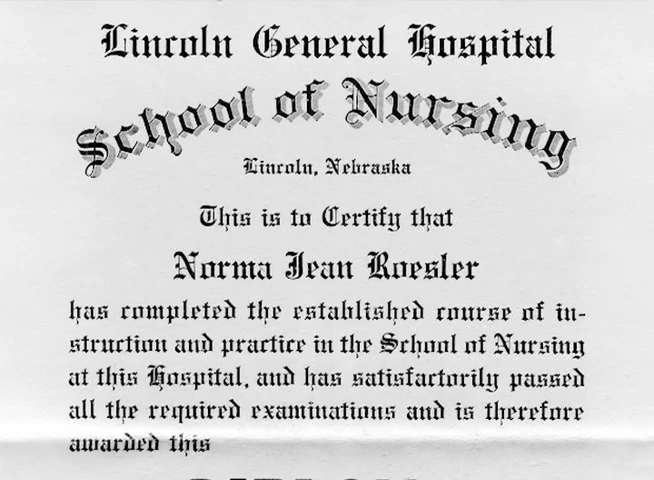 Lincoln General Hospital
School of Nursing
Lincoln, Nebraska
This is to Certify that
Norma Jean Roesler
has completed the established course of in-
struction and practice in the School of Nursing
at this Hospital, and has satisfactorily passed
all the required examinations and is therefore
awarded this